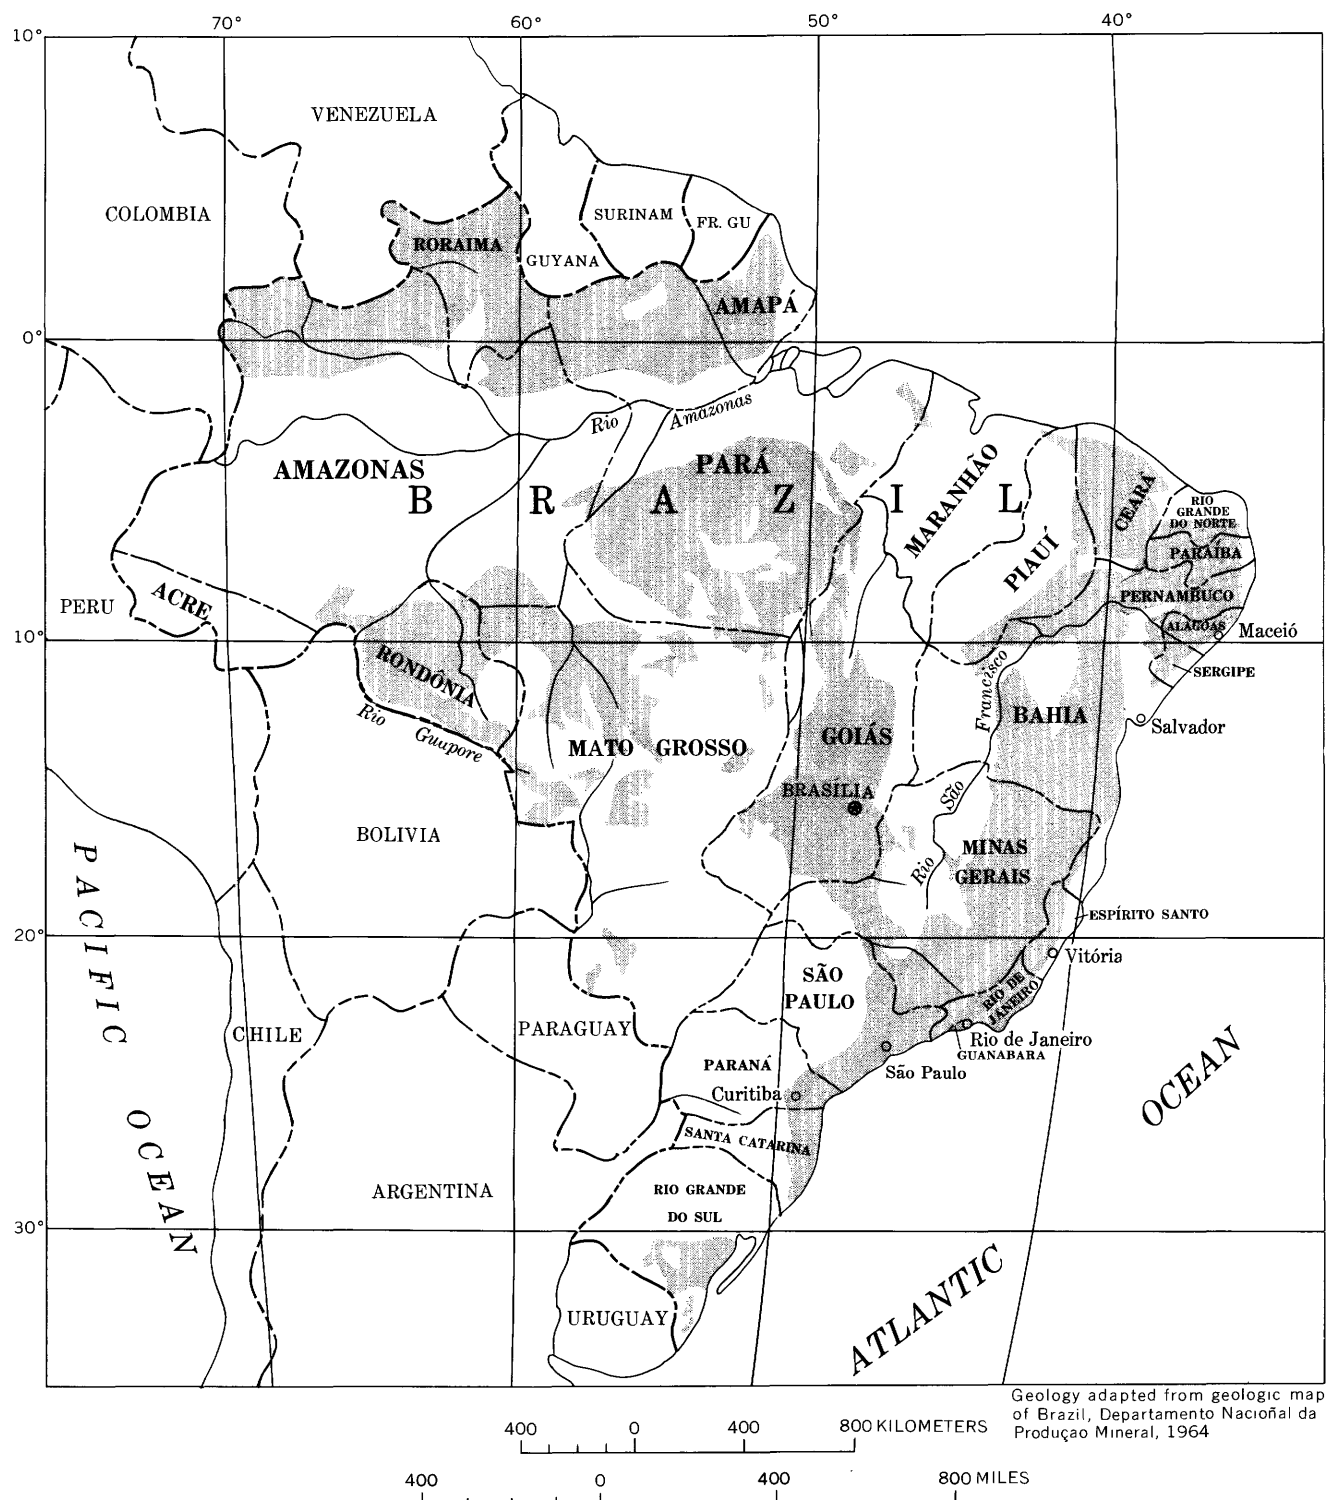 70°
60°
50°
40°
10°
VENEZUELA
COLOMBIA
SURINAM
FR. GU
RORAIMA
GUYANA
AMAPÁ
0°
Rio Amazonas
AMAZONAS
PARÁ
BRAZIL
MARANHÃO
CEARÁ
RIO
GRANDE
DO NORTE
PARAÍBA
PIAUÍ
PERU
ACRE
PERNAMBUCO
ALAGOAS
Maceió
10°
SERGIPE
RONDÔNIA
Rio Guapore
Rio São Francisco
BAHIA
Salvador
MATO GROSSO
GOIÁS
BRASÍLIA
BOLIVIA
MINAS
GERAIS
ESPÍRITO SANTO
20°
Vitória
PACIFIC OCEAN
SÃO
PAULO
RIO DE
JANEIRO
CHILE
PARAGUAY
Rio de Janeiro
GUANABARA
São Paulo
PARANÁ
Curitiba
SANTA CATARINA
ARGENTINA
RIO GRANDE
DO SUL
30°
URUGUAY
ATLANTIC OCEAN
Geology adapted from geologic map
of Brazil, Departamento Nacioñal da
Produçao Mineral, 1964
400 0 400 800 KILOMETERS
400 0 400 800 MILES